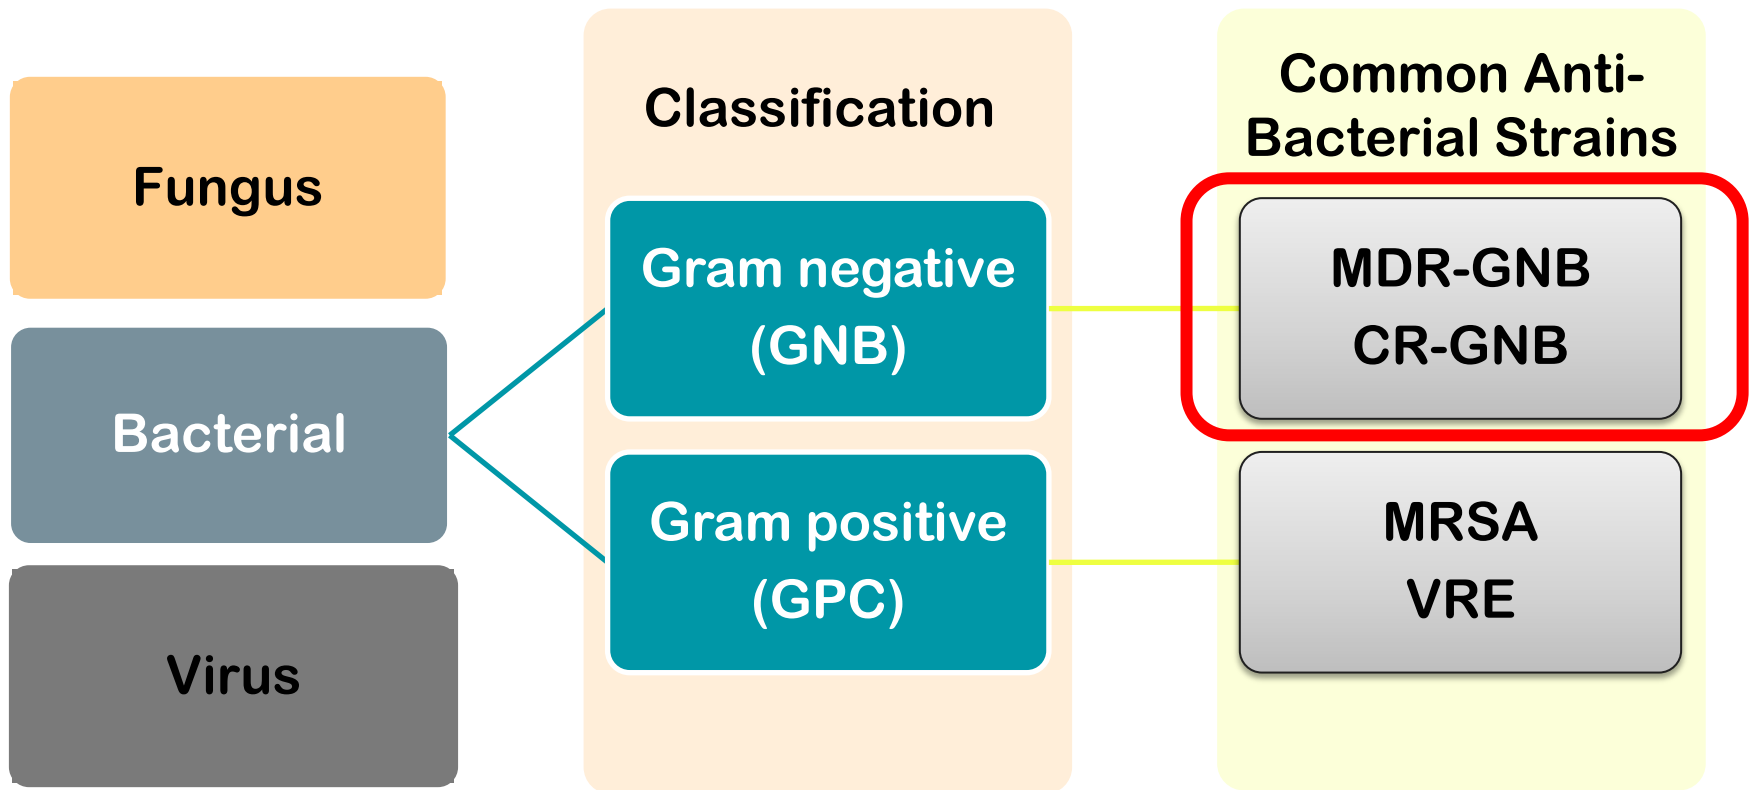 Fungus
Bacterial
Virus
Classification
Gram negative
(GNB)
Gram positive
(GPC)
Common Anti-
Bacterial Strains
MDR-GNB
CR-GNB
MRSA
VRE